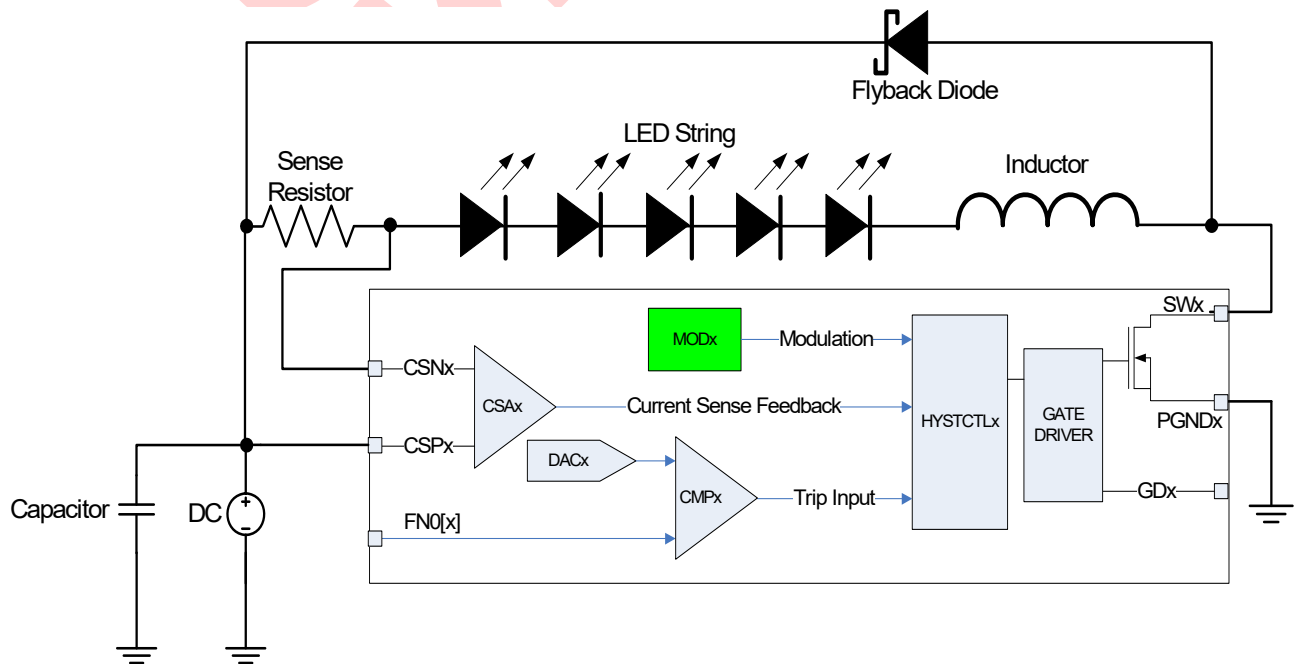 Flyback Diode
LED String
Sense
Resistor
Inductor
SWx
MODx
Modulation
CSNx
CSAx
Current Sense Feedback
HYSTCTLx
GATE
DRIVER
PGNDx
CSPx
DACx
CMPx
Trip Input
GDx
Capacitor
DC
+
-
FN0[x]